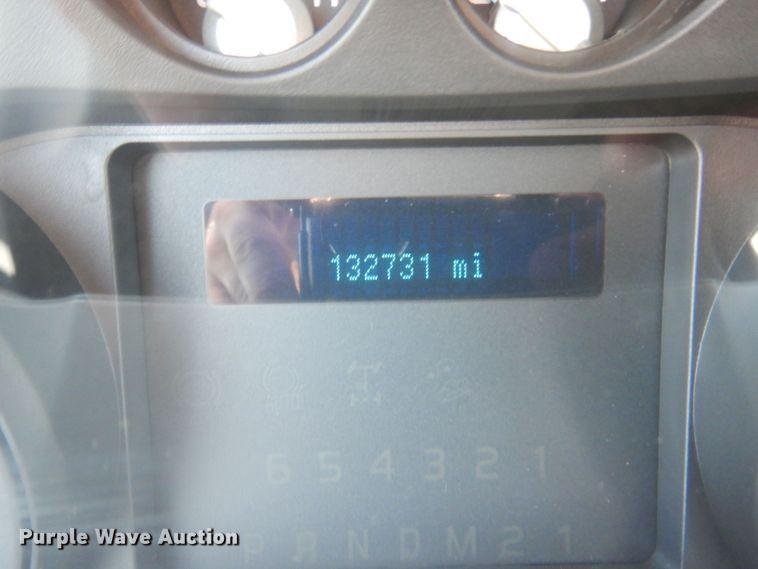 132731 mi
6 5 4 3 2 1
P R N D M 2 1
Purple Wave Auction